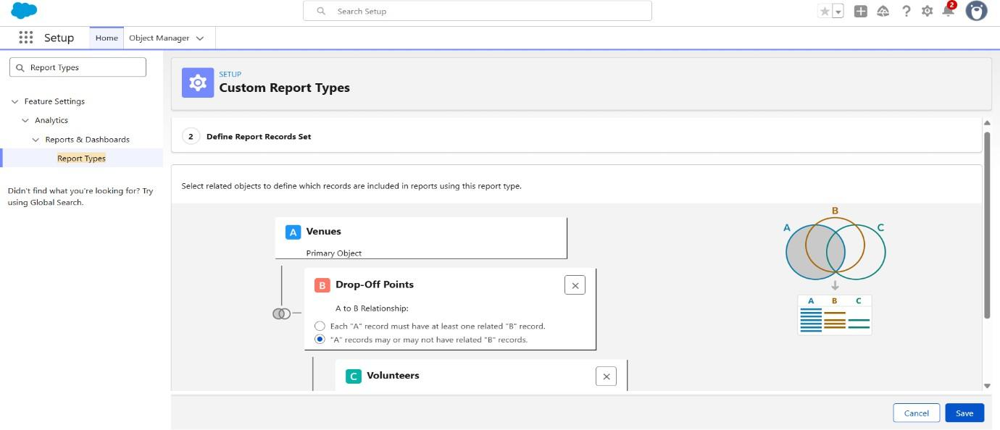 Search Setup
2
Setup
Home
Object Manager
Report Types
Feature Settings
Analytics
Reports & Dashboards
Report Types
Didn't find what you're looking for? Try
using Global Search.
SETUP
Custom Report Types
2 Define Report Records Set
Select related objects to define which records are included in reports using this report type.
A Venues
Primary Object
B Drop-Off Points
A to B Relationship:
Each "A" record must have at least one related "B" record.
"A" records may or may not have related "B" records.
C Volunteers
B
A C
A B C
Cancel Save